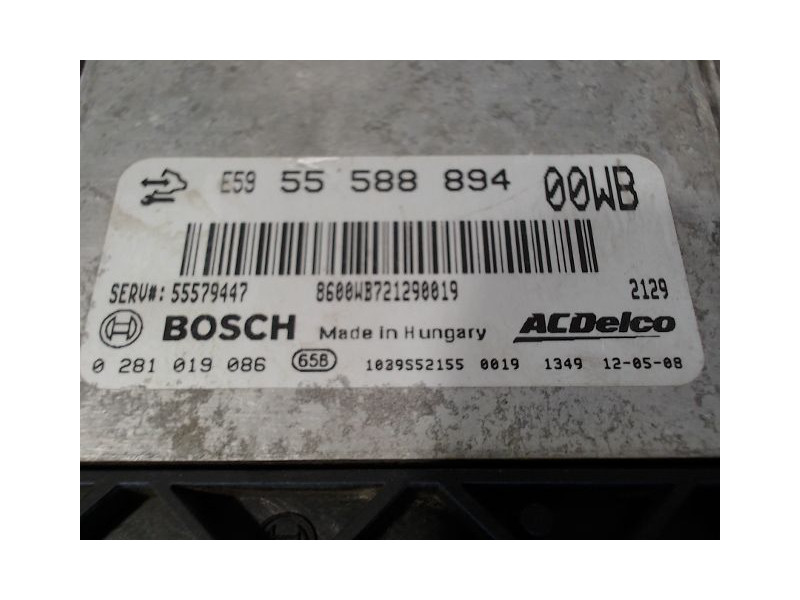 E59 55 588 894 00WB
SERV#: 55579447 8600WB721290019 2129
BOSCH Made in Hungary ACDelco
0 281 019 086 65B 1039S52155 0019 1349 12-05-08